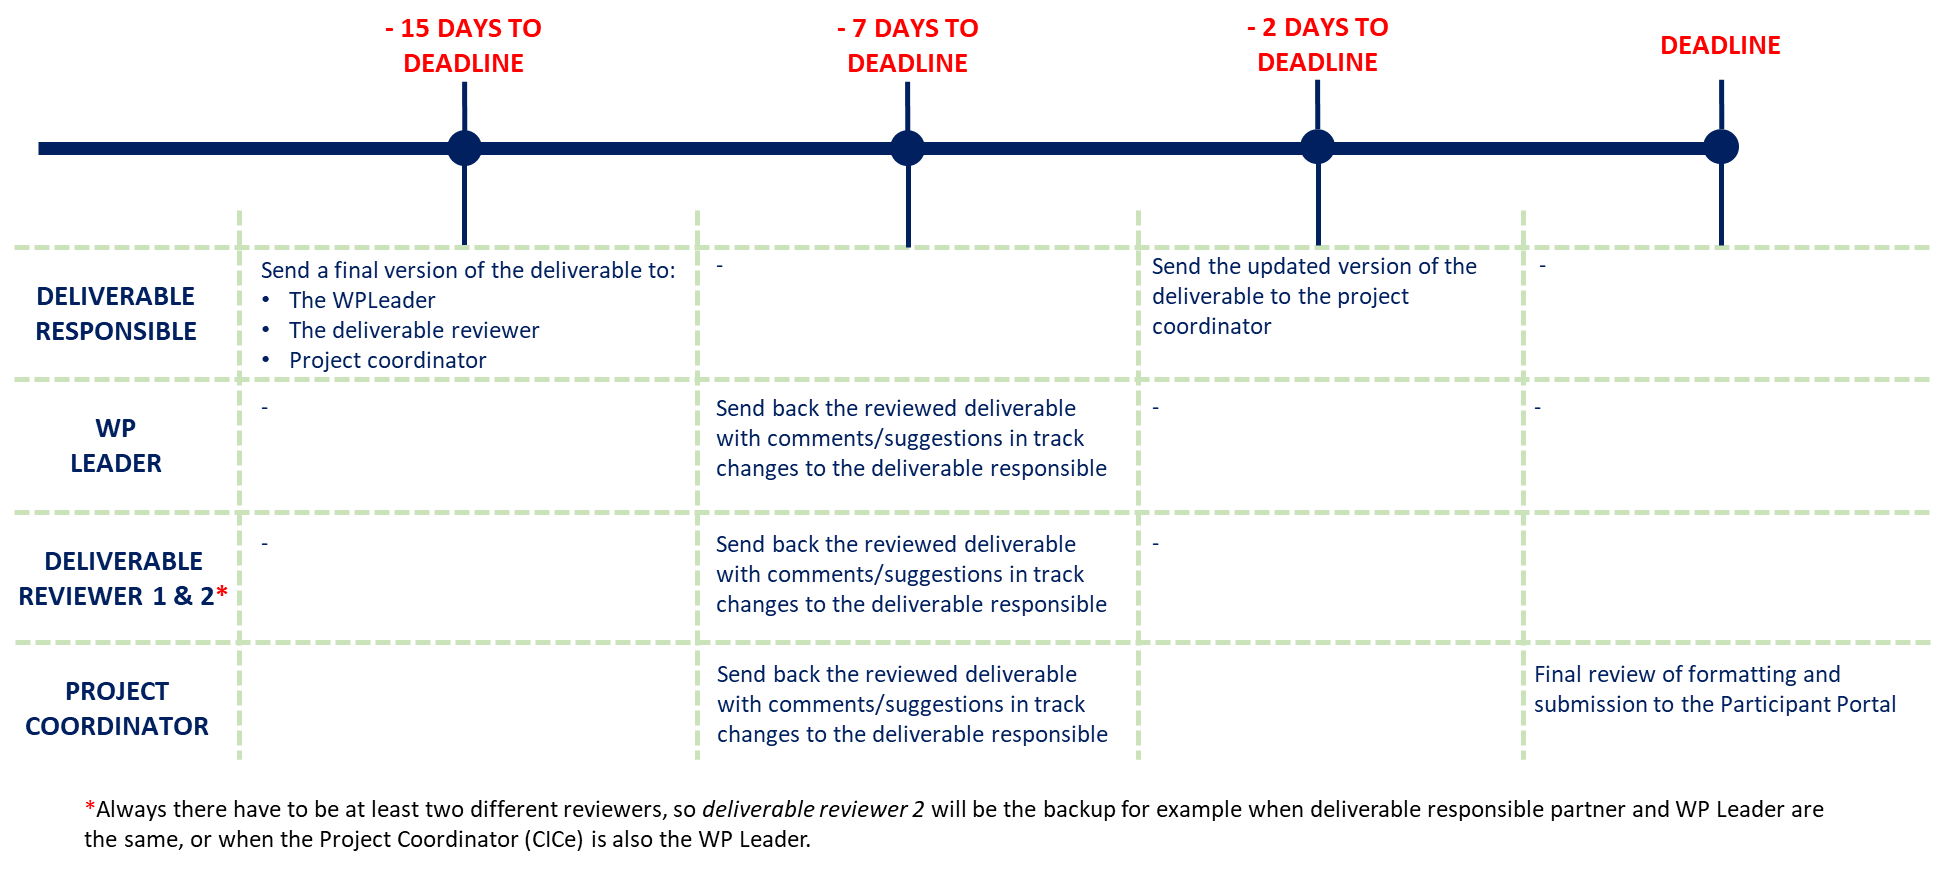 - 15 DAYS TO
DEADLINE
- 7 DAYS TO
DEADLINE
- 2 DAYS TO
DEADLINE
DEADLINE
DELIVERABLE
RESPONSIBLE
Send a final version of the deliverable to:
• The WPLeader
• The deliverable reviewer
• Project coordinator
-
Send the updated version of the
deliverable to the project
coordinator
-
WP
LEADER
-
Send back the reviewed deliverable
with comments/suggestions in track
changes to the deliverable responsible
-
-
DELIVERABLE
REVIEWER 1 & 2*
-
Send back the reviewed deliverable
with comments/suggestions in track
changes to the deliverable responsible
-
PROJECT
COORDINATOR
Send back the reviewed deliverable
with comments/suggestions in track
changes to the deliverable responsible
Final review of formatting and
submission to the Participant Portal
*Always there have to be at least two different reviewers, so deliverable reviewer 2 will be the backup for example when deliverable responsible partner and WP Leader are
the same, or when the Project Coordinator (CICe) is also the WP Leader.